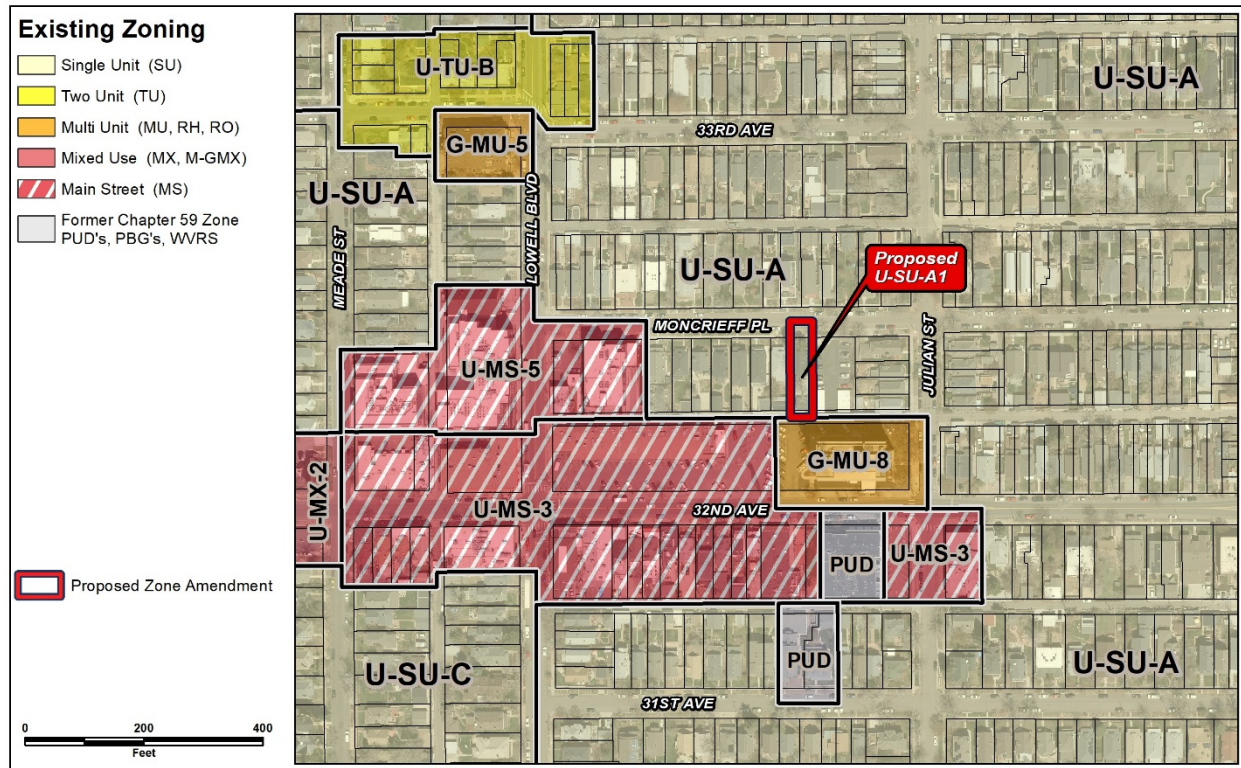 Existing Zoning
Single Unit (SU)
Two Unit (TU)
Multi Unit (MU, RH, RO)
Mixed Use (MX, M-GMX)
Main Street (MS)
Former Chapter 59 Zone
PUD's, PBG's, WVRS
Proposed Zone Amendment
0 200 400
Feet
U-TU-B
U-SU-A
33RD AVE
G-MU-5
U-SU-A
LOWELL BLVD
MEADE ST
U-SU-A
Proposed
U-SU-A1
MONCRIEFF PL
JULIAN ST
U-MS-5
G-MU-8
U-MX-2
U-MS-3
32ND AVE
PUD
U-MS-3
PUD
U-SU-C
U-SU-A
31ST AVE